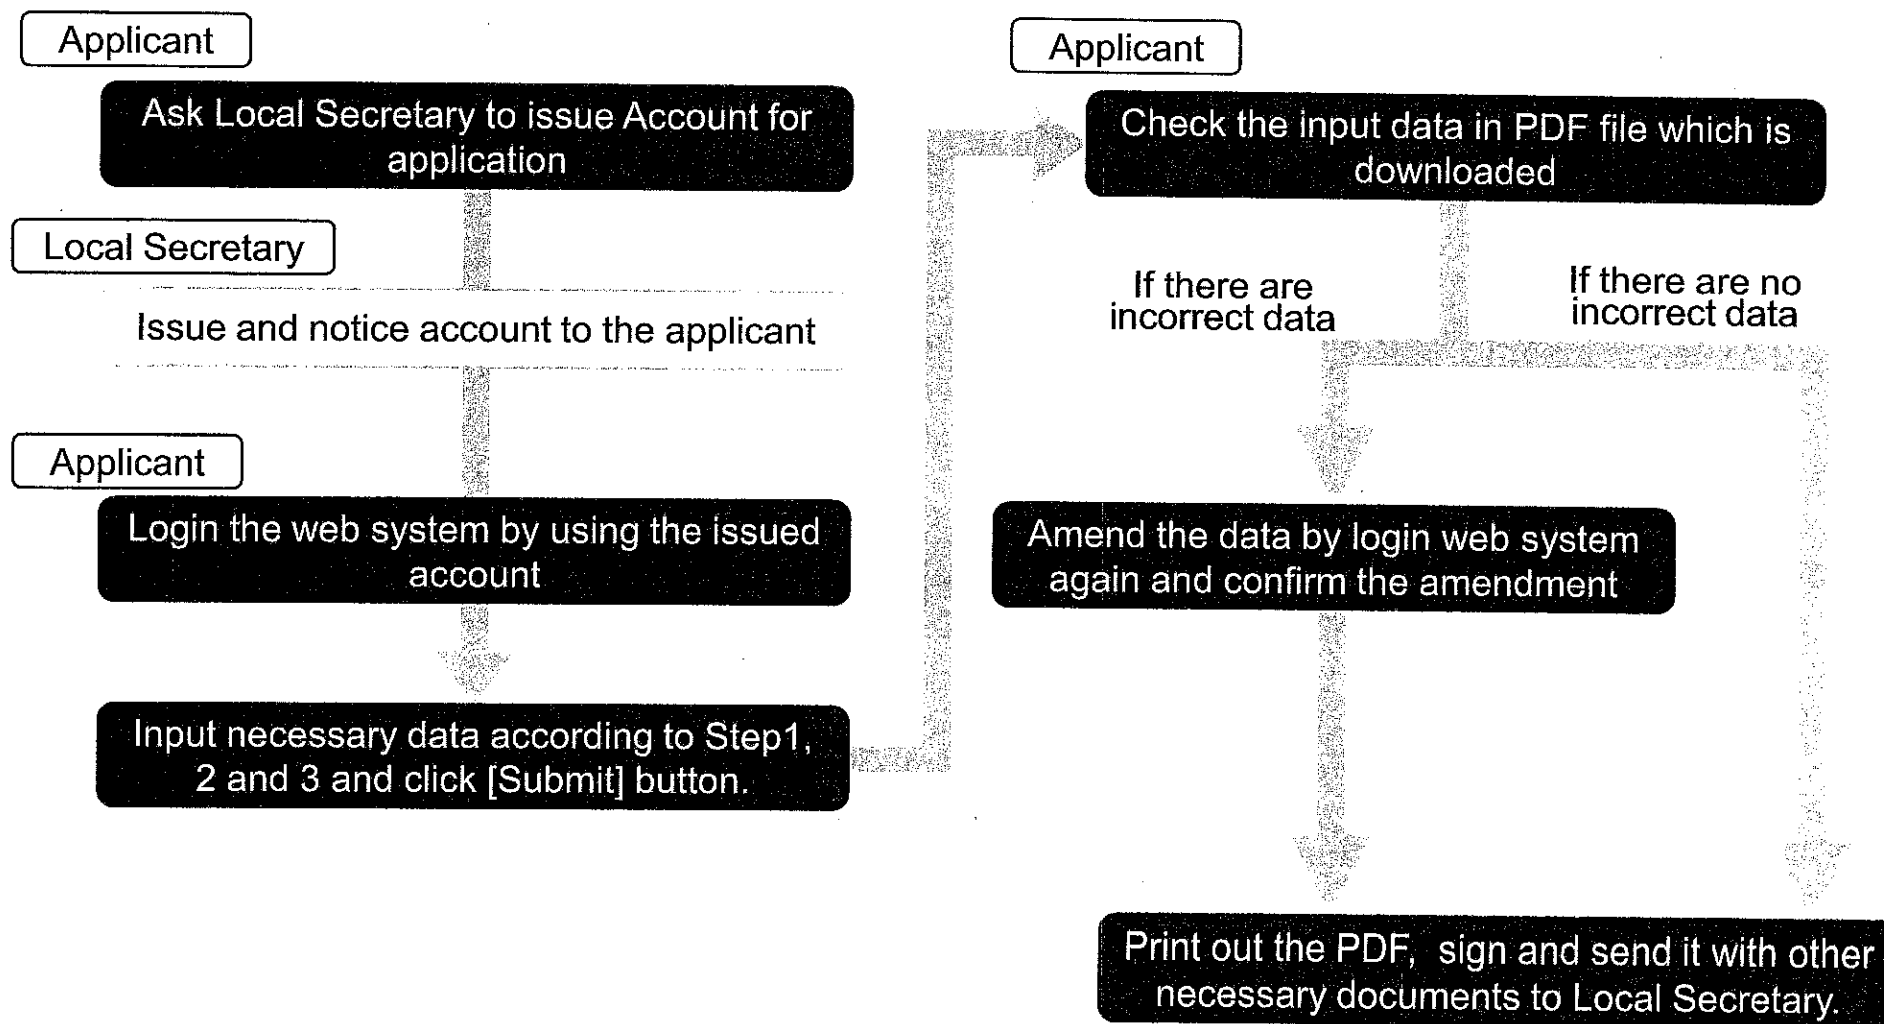 Applicant
Ask Local Secretary to issue Account for
application
Local Secretary
Issue and notice account to the applicant
Applicant
Login the web system by using the issued
account
Input necessary data according to Step1,
2 and 3 and click [Submit] button.
Applicant
Check the input data in PDF file which is
downloaded
If there are
incorrect data
If there are no
incorrect data
Amend the data by login web system
again and confirm the amendment
Print out the PDF, sign and send it with other
necessary documents to Local Secretary.